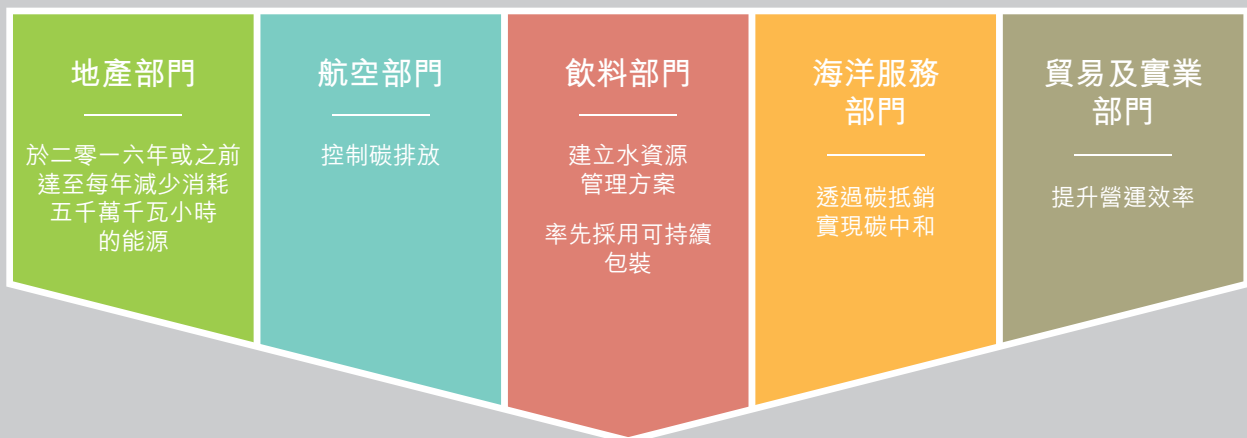 地產部門
於二零一六年或之前
達至每年減少消耗
五千萬千瓦小時
的能源
航空部門
控制碳排放
飲料部門
建立水資源
管理方案
率先採用可持續
包裝
海洋服務
部門
透過碳抵銷
實現碳中和
貿易及實業
部門
提升營運效率